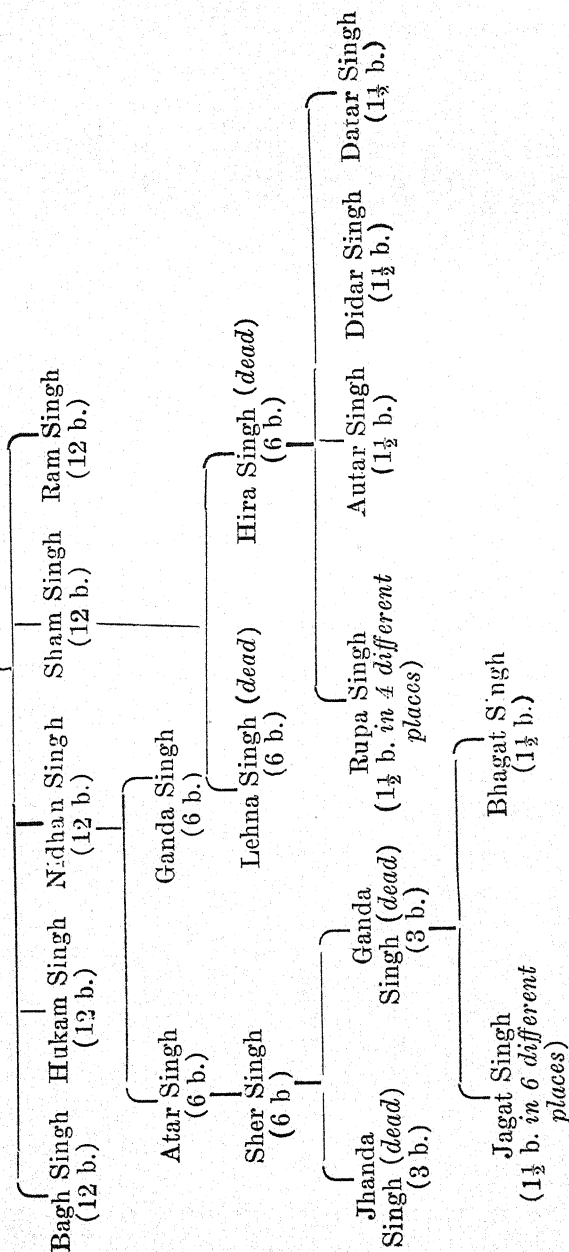 Bagh Singh
(12 b.)
Hukam Singh
(12 b.)
Nidhan Singh
(12 b.)
Sham Singh
(12 b.)
Ram Singh
(12 b.)
Atar Singh
(6 b.)
Ganda Singh
(6 b.)
Sher Singh
(6 b)
Lehna Singh (dead)
(6 b.)
Hira Singh (dead)
(6 b.)
Jhanda
Singh (dead)
(3 b.)
Ganda
Singh (dead)
(3 b.)
Rupa Singh
(1½ b. in 4 different
places)
Autar Singh
(1½ b.)
Didar Singh
(1½ b.)
Datar Singh
(1½ b.)
Jagat Singh
(1½ b. in 6 different
places)
Bhagat Singh
(1½ b.)